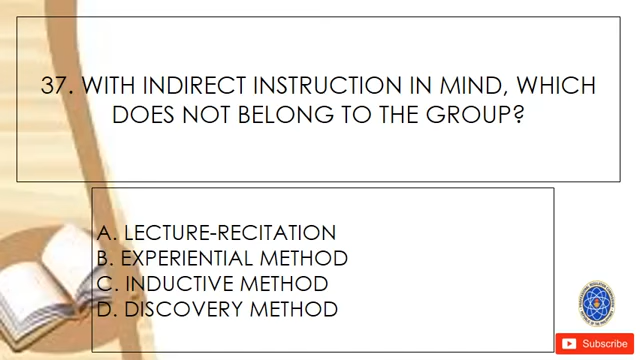 37. WITH INDIRECT INSTRUCTION IN MIND, WHICH
DOES NOT BELONG TO THE GROUP?
A. LECTURE-RECITATION
B. EXPERIENTIAL METHOD
C. INDUCTIVE METHOD
D. DISCOVERY METHOD
Subscribe